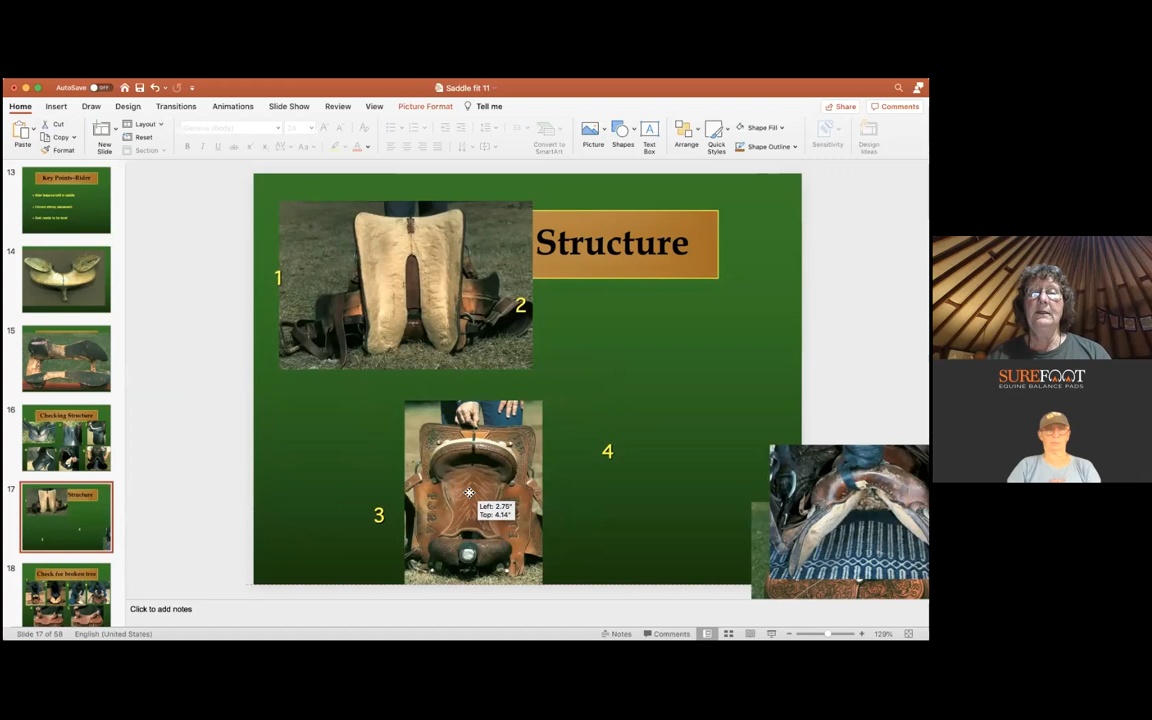 AutoSave OFF
Saddle fit 11
Home Insert Draw Design Transitions Animations Slide Show Review View Picture Format Tell me
Share Comments
Paste
Cut
Copy
Format
New Slide
Layout
Reset
Section
Convert to SmartArt
Picture
Shapes
Text Box
Arrange
Quick Styles
Shape Fill
Shape Outline
Sensitivity
Design Ideas
13
Key Points-Rider
14
15
16
Checking Structure
17
Structure
18
Check for broken tree
Structure
1
2
3
4
Left: 2.75"
Top: 4.14"
Click to add notes
Slide 17 of 58 English (United States) Notes Comments 129%
SUREFOOT
EQUINE BALANCE PADS